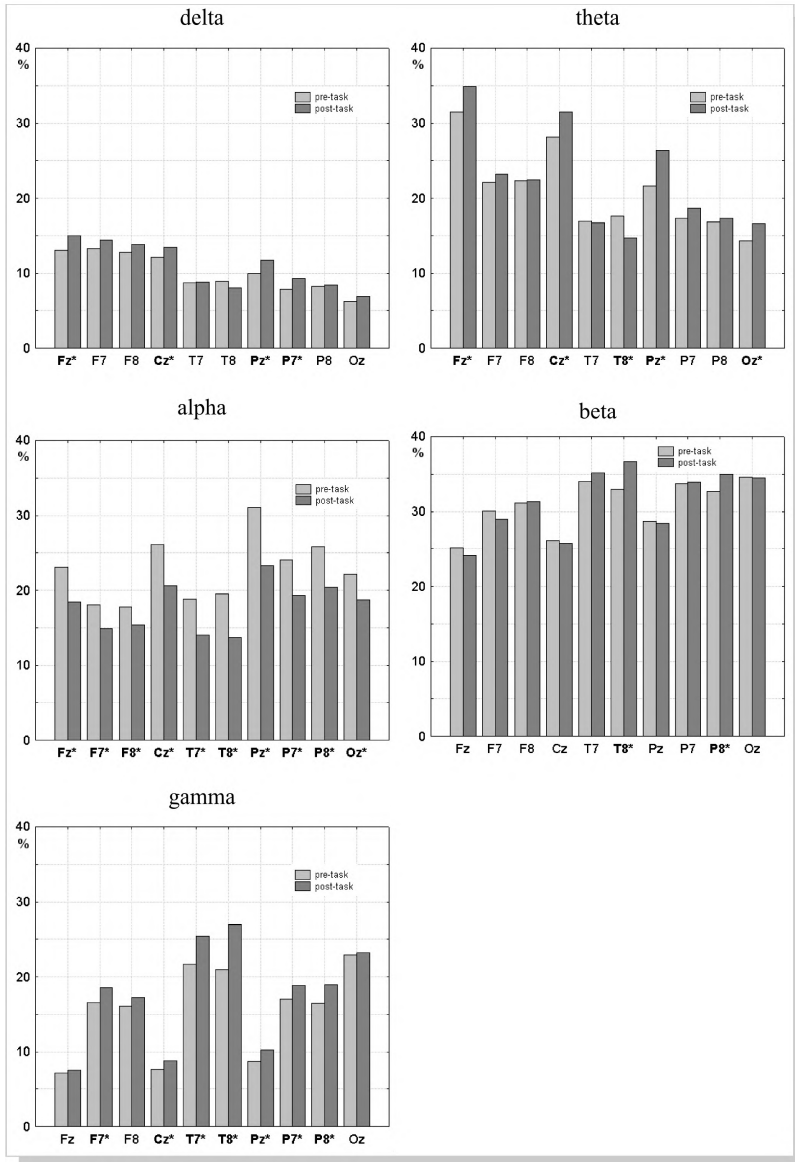 delta
40
%
30
20
10
0
pre-task
post-task
Fz* F7 F8 Cz* T7 T8 Pz* P7* P8 Oz
theta
40
%
30
20
10
0
pre-task
post-task
Fz* F7 F8 Cz* T7 T8* Pz* P7 P8 Oz*
alpha
40
%
30
20
10
0
pre-task
post-task
Fz* F7* F8* Cz* T7* T8* Pz* P7* P8* Oz*
beta
40
%
30
20
10
0
pre-task
post-task
Fz F7 F8 Cz T7 T8* Pz P7 P8* Oz
gamma
40
%
30
20
10
0
pre-task
post-task
Fz F7* F8 Cz* T7* T8* Pz* P7* P8* Oz